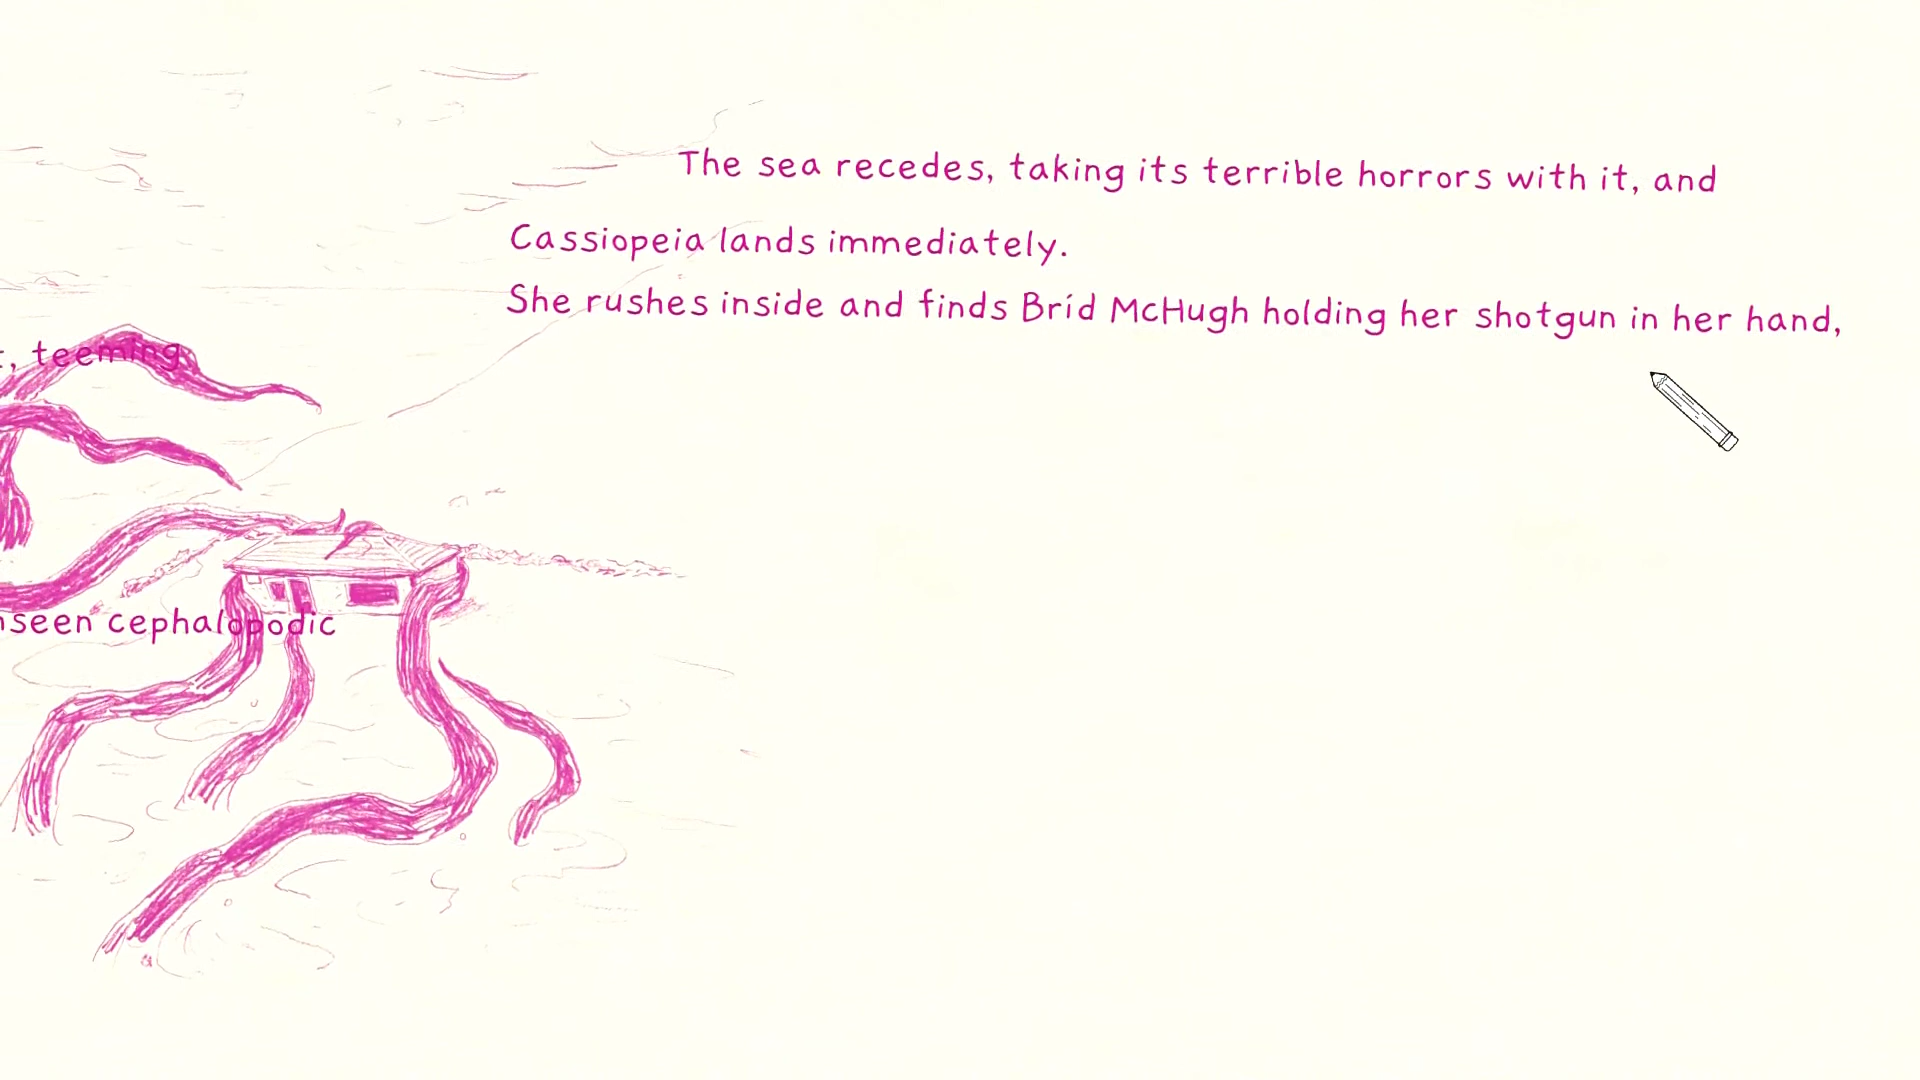 The sea recedes, taking its terrible horrors with it, and
Cassiopeia lands immediately.
She rushes inside and finds Bríd McHugh holding her shotgun in her hand,
teeming
cephalopodic